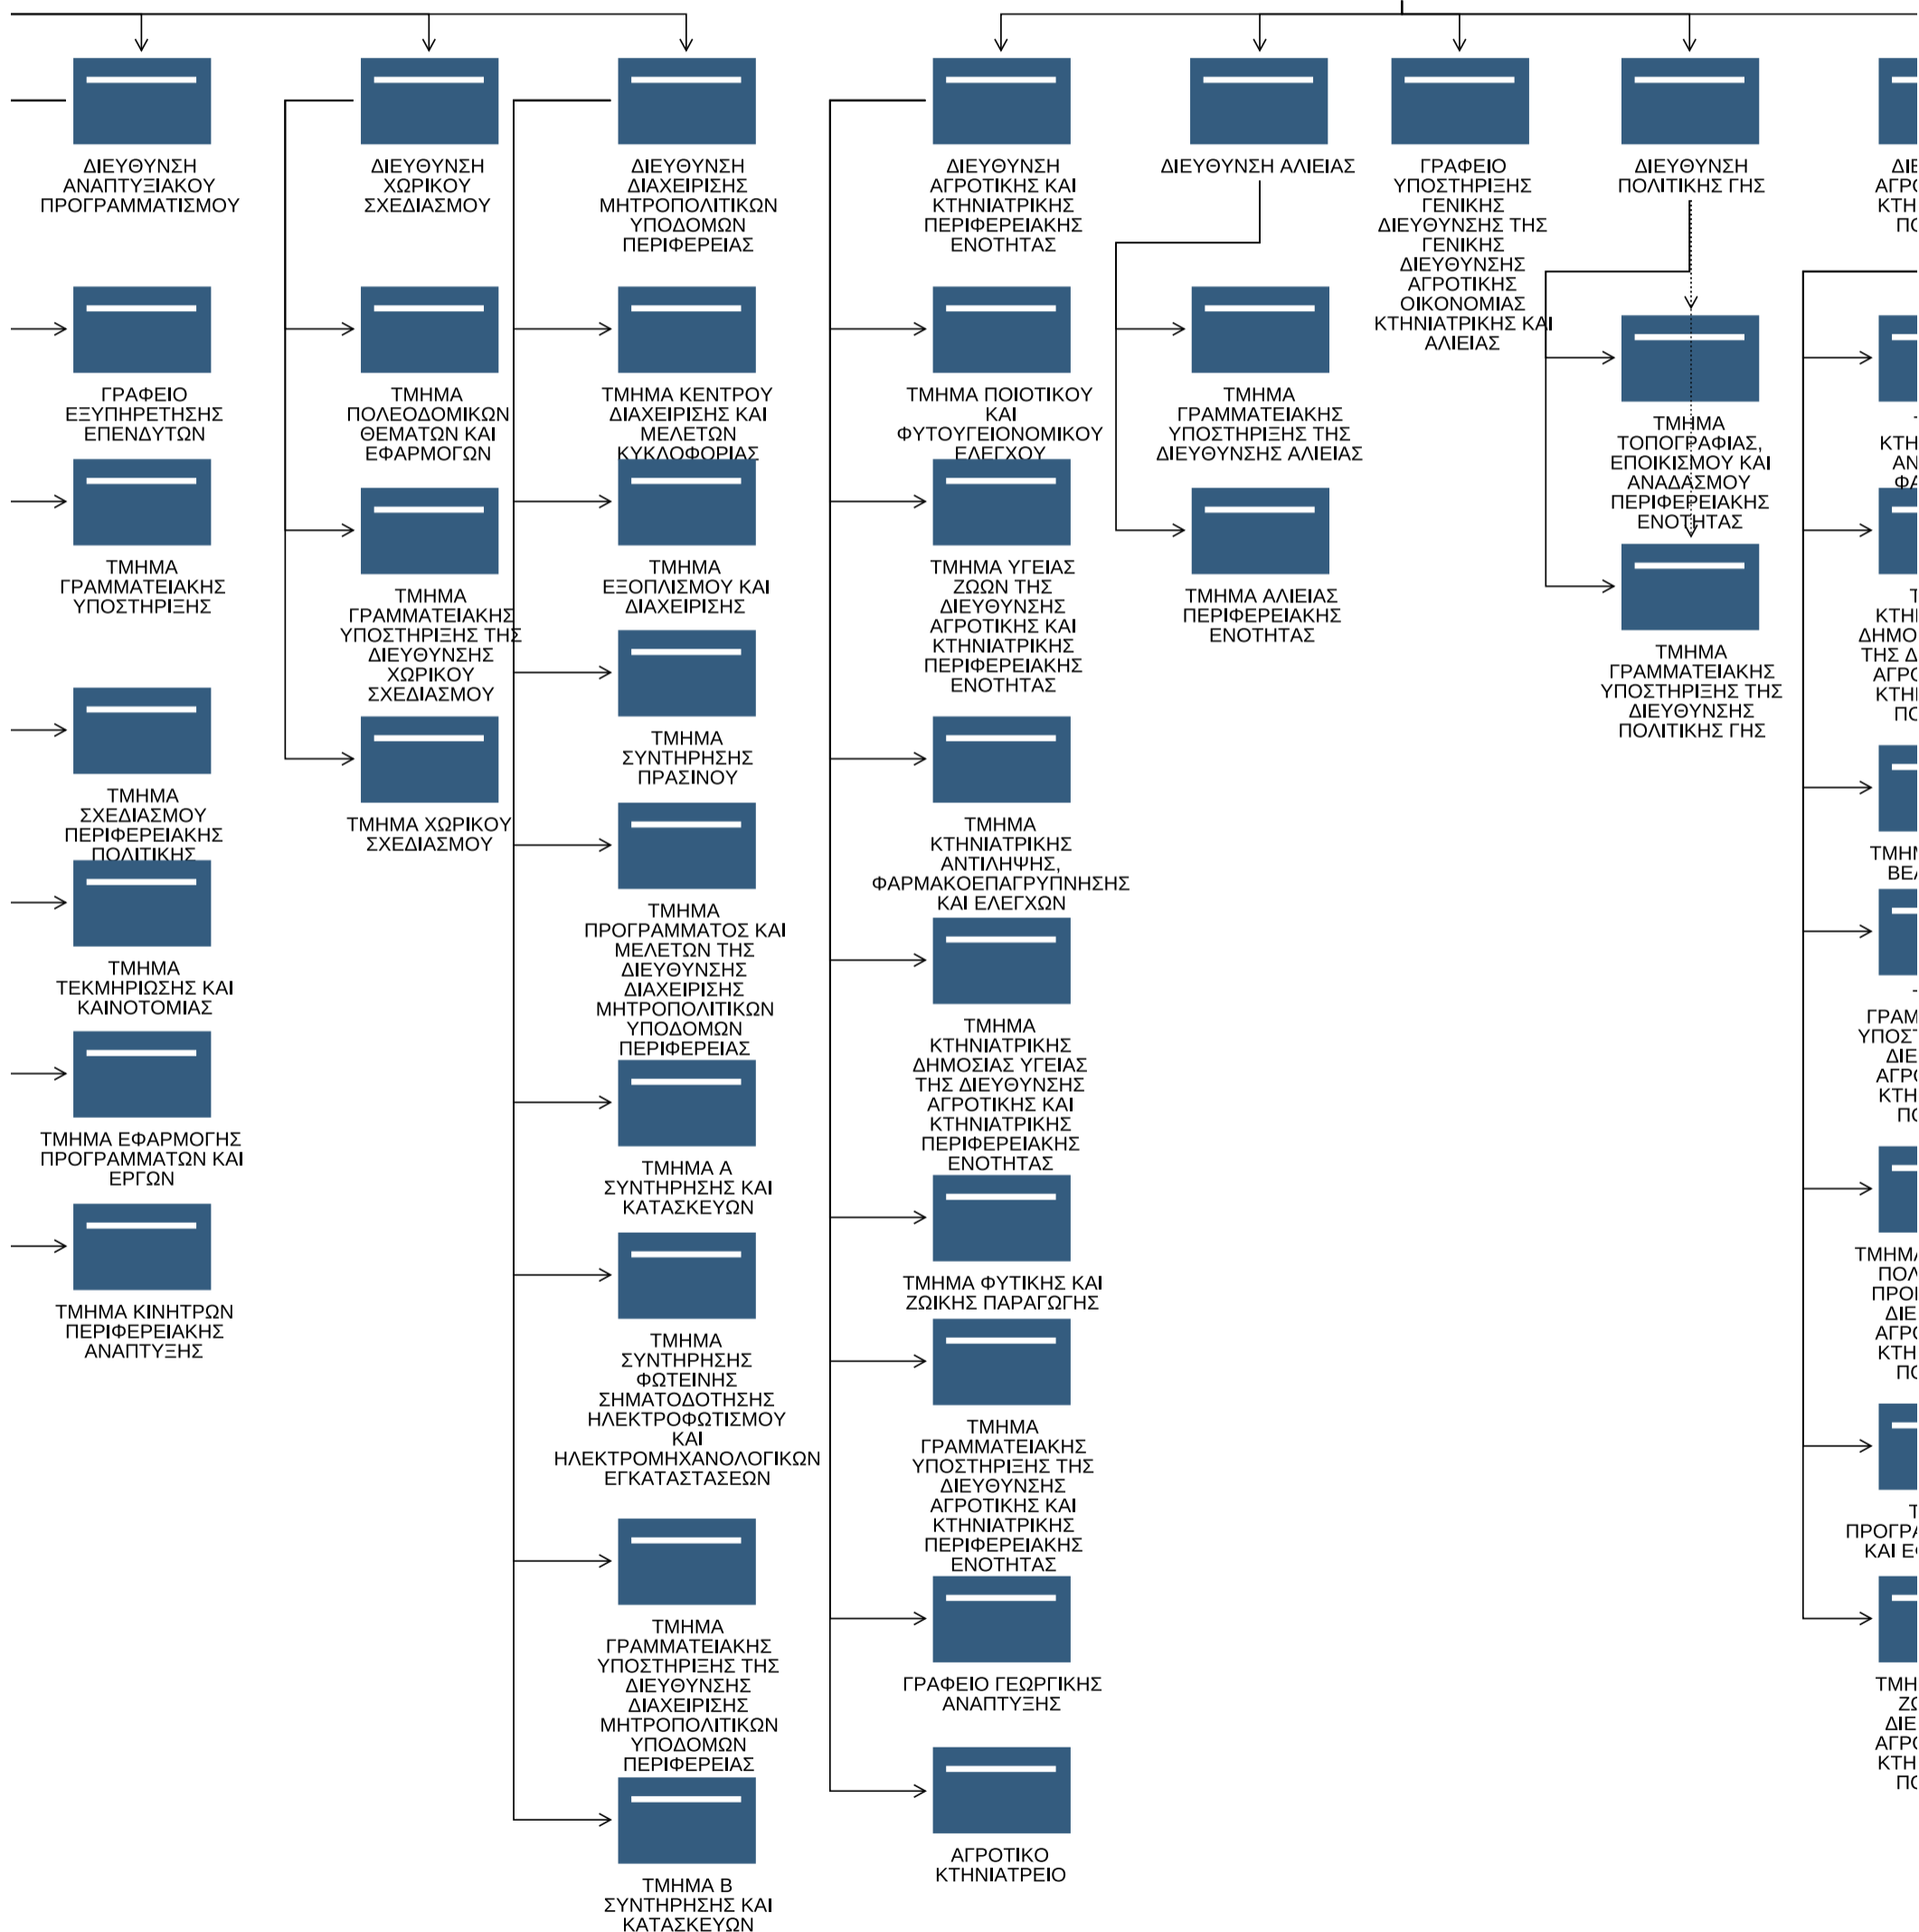 ΔΙΕΥΘΥΝΣΗ
ΑΝΑΠΤΥΞΙΑΚΟΥ
ΠΡΟΓΡΑΜΜΑΤΙΣΜΟΥ
ΓΡΑΦΕΙΟ
ΕΞΥΠΗΡΕΤΗΣΗΣ
ΕΠΕΝΔΥΤΩΝ
ΤΜΗΜΑ
ΓΡΑΜΜΑΤΕΙΑΚΗΣ
ΥΠΟΣΤΗΡΙΞΗΣ
ΤΜΗΜΑ
ΣΧΕΔΙΑΣΜΟΥ
ΠΕΡΙΦΕΡΕΙΑΚΗΣ
ΠΟΛΙΤΙΚΗΣ
ΤΜΗΜΑ
ΤΕΚΜΗΡΙΩΣΗΣ ΚΑΙ
ΚΑΙΝΟΤΟΜΙΑΣ
ΤΜΗΜΑ ΕΦΑΡΜΟΓΗΣ
ΠΡΟΓΡΑΜΜΑΤΩΝ ΚΑΙ
ΕΡΓΩΝ
ΤΜΗΜΑ ΚΙΝΗΤΡΩΝ
ΠΕΡΙΦΕΡΕΙΑΚΗΣ
ΑΝΑΠΤΥΞΗΣ
ΔΙΕΥΘΥΝΣΗ
ΧΩΡΙΚΟΥ
ΣΧΕΔΙΑΣΜΟΥ
ΤΜΗΜΑ
ΠΟΛΕΟΔΟΜΙΚΩΝ
ΘΕΜΑΤΩΝ ΚΑΙ
ΕΦΑΡΜΟΓΩΝ
ΤΜΗΜΑ
ΓΡΑΜΜΑΤΕΙΑΚΗΣ
ΥΠΟΣΤΗΡΙΞΗΣ ΤΗΣ
ΔΙΕΥΘΥΝΣΗΣ
ΧΩΡΙΚΟΥ
ΣΧΕΔΙΑΣΜΟΥ
ΤΜΗΜΑ ΧΩΡΙΚΟΥ
ΣΧΕΔΙΑΣΜΟΥ
ΔΙΕΥΘΥΝΣΗ
ΔΙΑΧΕΙΡΙΣΗΣ
ΜΗΤΡΟΠΟΛΙΤΙΚΩΝ
ΥΠΟΔΟΜΩΝ
ΠΕΡΙΦΕΡΕΙΑΣ
ΤΜΗΜΑ ΚΕΝΤΡΟΥ
ΔΙΑΧΕΙΡΙΣΗΣ ΚΑΙ
ΜΕΛΕΤΩΝ
ΚΥΚΛΟΦΟΡΙΑΣ
ΤΜΗΜΑ
ΕΞΟΠΛΙΣΜΟΥ ΚΑΙ
ΔΙΑΧΕΙΡΙΣΗΣ
ΤΜΗΜΑ
ΣΥΝΤΗΡΗΣΗΣ
ΠΡΑΣΙΝΟΥ
ΤΜΗΜΑ
ΠΡΟΓΡΑΜΜΑΤΟΣ ΚΑΙ
ΜΕΛΕΤΩΝ ΤΗΣ
ΔΙΕΥΘΥΝΣΗΣ
ΔΙΑΧΕΙΡΙΣΗΣ
ΜΗΤΡΟΠΟΛΙΤΙΚΩΝ
ΥΠΟΔΟΜΩΝ
ΠΕΡΙΦΕΡΕΙΑΣ
ΤΜΗΜΑ Α
ΣΥΝΤΗΡΗΣΗΣ ΚΑΙ
ΚΑΤΑΣΚΕΥΩΝ
ΤΜΗΜΑ
ΣΥΝΤΗΡΗΣΗΣ
ΦΩΤΕΙΝΗΣ
ΣΗΜΑΤΟΔΟΤΗΣΗΣ
ΗΛΕΚΤΡΟΦΩΤΙΣΜΟΥ
ΚΑΙ
ΗΛΕΚΤΡΟΜΗΧΑΝΟΛΟΓΙΚΩΝ
ΕΓΚΑΤΑΣΤΑΣΕΩΝ
ΤΜΗΜΑ
ΓΡΑΜΜΑΤΕΙΑΚΗΣ
ΥΠΟΣΤΗΡΙΞΗΣ ΤΗΣ
ΔΙΕΥΘΥΝΣΗΣ
ΔΙΑΧΕΙΡΙΣΗΣ
ΜΗΤΡΟΠΟΛΙΤΙΚΩΝ
ΥΠΟΔΟΜΩΝ
ΠΕΡΙΦΕΡΕΙΑΣ
ΤΜΗΜΑ Β
ΣΥΝΤΗΡΗΣΗΣ ΚΑΙ
ΚΑΤΑΣΚΕΥΩΝ
ΔΙΕΥΘΥΝΣΗ
ΑΓΡΟΤΙΚΗΣ ΚΑΙ
ΚΤΗΝΙΑΤΡΙΚΗΣ
ΠΕΡΙΦΕΡΕΙΑΚΗΣ
ΕΝΟΤΗΤΑΣ
ΤΜΗΜΑ ΠΟΙΟΤΙΚΟΥ
ΚΑΙ
ΦΥΤΟΥΓΕΙΟΝΟΜΙΚΟΥ
ΕΛΕΓΧΟΥ
ΤΜΗΜΑ ΥΓΕΙΑΣ
ΖΩΩΝ ΤΗΣ
ΔΙΕΥΘΥΝΣΗΣ
ΑΓΡΟΤΙΚΗΣ ΚΑΙ
ΚΤΗΝΙΑΤΡΙΚΗΣ
ΠΕΡΙΦΕΡΕΙΑΚΗΣ
ΕΝΟΤΗΤΑΣ
ΤΜΗΜΑ
ΚΤΗΝΙΑΤΡΙΚΗΣ
ΑΝΤΙΛΗΨΗΣ,
ΦΑΡΜΑΚΟΕΠΑΓΡΥΠΝΗΣΗΣ
ΚΑΙ ΕΛΕΓΧΩΝ
ΤΜΗΜΑ
ΚΤΗΝΙΑΤΡΙΚΗΣ
ΔΗΜΟΣΙΑΣ ΥΓΕΙΑΣ
ΤΗΣ ΔΙΕΥΘΥΝΣΗΣ
ΑΓΡΟΤΙΚΗΣ ΚΑΙ
ΚΤΗΝΙΑΤΡΙΚΗΣ
ΠΕΡΙΦΕΡΕΙΑΚΗΣ
ΕΝΟΤΗΤΑΣ
ΤΜΗΜΑ ΦΥΤΙΚΗΣ ΚΑΙ
ΖΩΙΚΗΣ ΠΑΡΑΓΩΓΗΣ
ΤΜΗΜΑ
ΓΡΑΜΜΑΤΕΙΑΚΗΣ
ΥΠΟΣΤΗΡΙΞΗΣ ΤΗΣ
ΔΙΕΥΘΥΝΣΗΣ
ΑΓΡΟΤΙΚΗΣ ΚΑΙ
ΚΤΗΝΙΑΤΡΙΚΗΣ
ΠΕΡΙΦΕΡΕΙΑΚΗΣ
ΕΝΟΤΗΤΑΣ
ΓΡΑΦΕΙΟ ΓΕΩΡΓΙΚΗΣ
ΑΝΑΠΤΥΞΗΣ
ΑΓΡΟΤΙΚΟ
ΚΤΗΝΙΑΤΡΕΙΟ
ΔΙΕΥΘΥΝΣΗ ΑΛΙΕΙΑΣ
ΤΜΗΜΑ
ΓΡΑΜΜΑΤΕΙΑΚΗΣ
ΥΠΟΣΤΗΡΙΞΗΣ ΤΗΣ
ΔΙΕΥΘΥΝΣΗΣ ΑΛΙΕΙΑΣ
ΤΜΗΜΑ ΑΛΙΕΙΑΣ
ΠΕΡΙΦΕΡΕΙΑΚΗΣ
ΕΝΟΤΗΤΑΣ
ΓΡΑΦΕΙΟ
ΥΠΟΣΤΗΡΙΞΗΣ
ΓΕΝΙΚΗΣ
ΔΙΕΥΘΥΝΣΗΣ ΤΗΣ
ΓΕΝΙΚΗΣ
ΔΙΕΥΘΥΝΣΗΣ
ΑΓΡΟΤΙΚΗΣ
ΟΙΚΟΝΟΜΙΑΣ
ΚΤΗΝΙΑΤΡΙΚΗΣ ΚΑΙ
ΑΛΙΕΙΑΣ
ΔΙΕΥΘΥΝΣΗ
ΠΟΛΙΤΙΚΗΣ ΓΗΣ
ΤΜΗΜΑ
ΤΟΠΟΓΡΑΦΙΑΣ,
ΕΠΟΙΚΙΣΜΟΥ ΚΑΙ
ΑΝΑΔΑΣΜΟΥ
ΠΕΡΙΦΕΡΕΙΑΚΗΣ
ΕΝΟΤΗΤΑΣ
ΤΜΗΜΑ
ΓΡΑΜΜΑΤΕΙΑΚΗΣ
ΥΠΟΣΤΗΡΙΞΗΣ ΤΗΣ
ΔΙΕΥΘΥΝΣΗΣ
ΠΟΛΙΤΙΚΗΣ ΓΗΣ
ΤΗΣ
ΚΑΙ